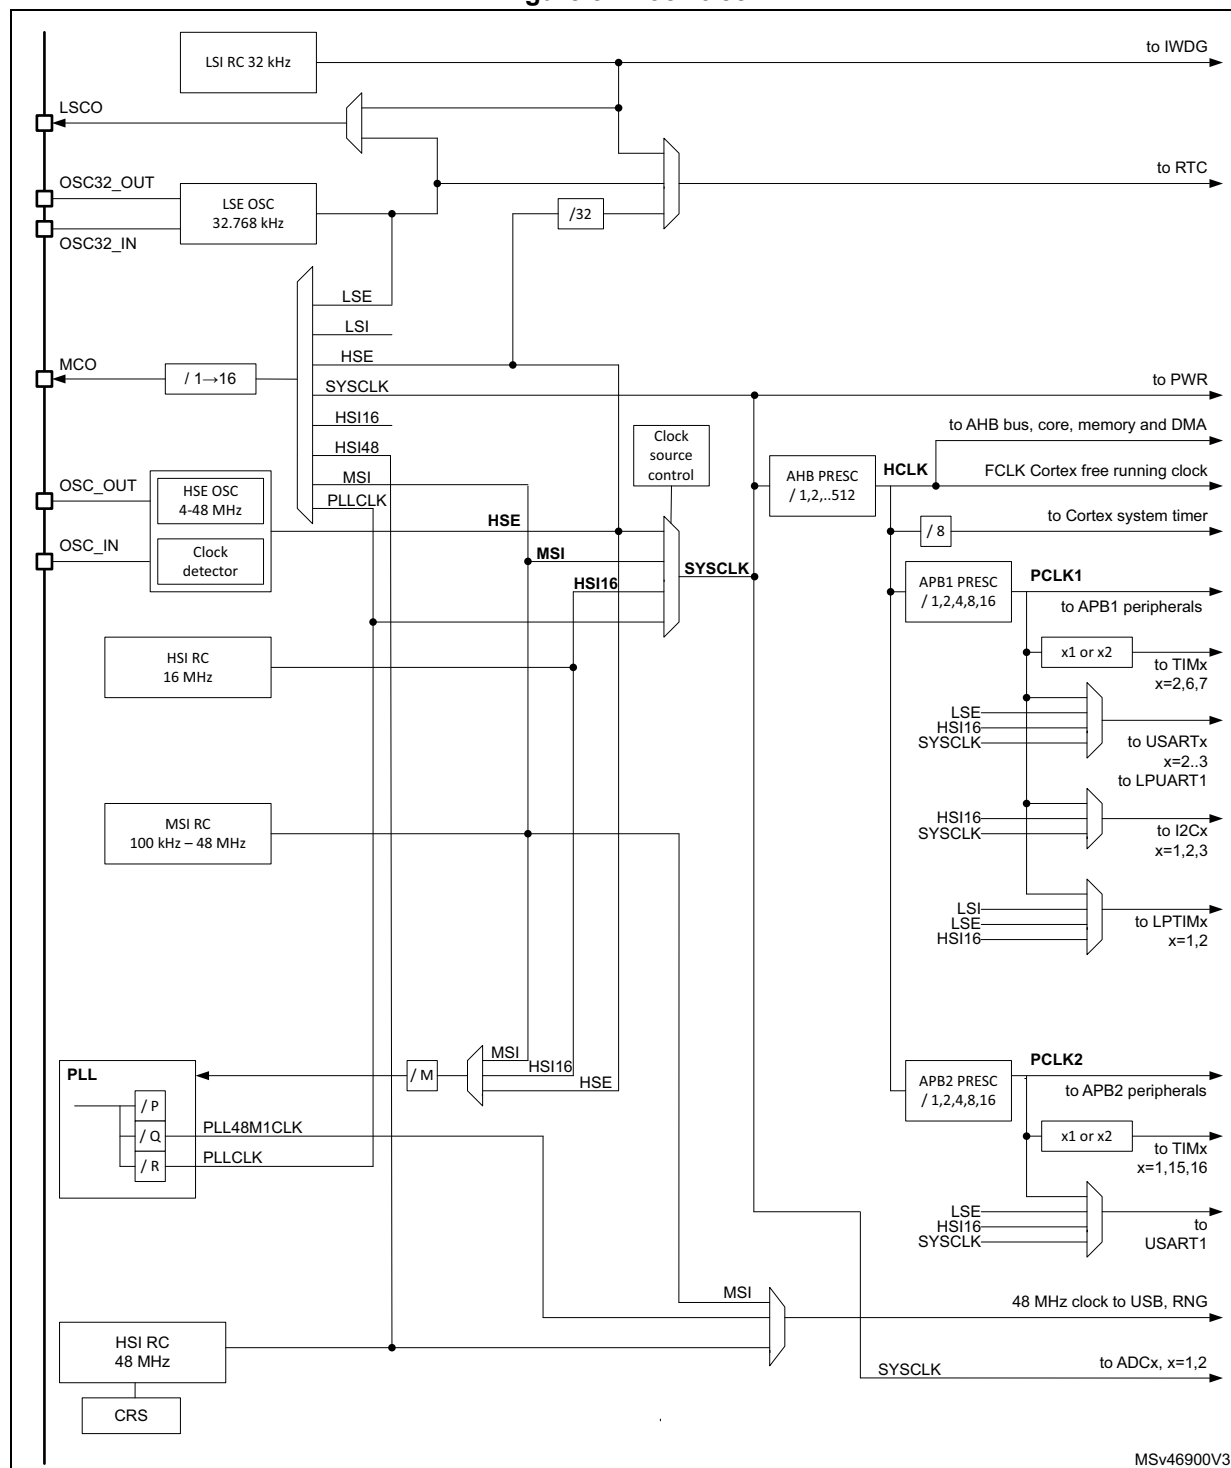 LSI RC 32 kHz
to IWDG
LSCO
OSC32_OUT
LSE OSC
32.768 kHz
OSC32_IN
/32
to RTC
LSE
LSI
HSE
SYSCLK
HSI16
HSI48
MSI
PLLCLK
MCO
/ 1→16
to PWR
Clock
source
control
to AHB bus, core, memory and DMA
AHB PRESC
/ 1,2,..512
HCLK
FCLK Cortex free running clock
/ 8
to Cortex system timer
OSC_OUT
HSE OSC
4-48 MHz
OSC_IN
Clock
detector
HSE
MSI
HSI16
SYSCLK
APB1 PRESC
/ 1,2,4,8,16
PCLK1
to APB1 peripherals
x1 or x2
to TIMx
x=2,6,7
HSI RC
16 MHz
LSE
HSI16
SYSCLK
to USARTx
x=2..3
to LPUART1
MSI RC
100 kHz – 48 MHz
HSI16
SYSCLK
to I2Cx
x=1,2,3
LSI
LSE
HSI16
to LPTIMx
x=1,2
PLL
/ M
MSI
HSI16
HSE
/ P
/ Q
/ R
PLL48M1CLK
PLLCLK
APB2 PRESC
/ 1,2,4,8,16
PCLK2
to APB2 peripherals
x1 or x2
to TIMx
x=1,15,16
LSE
HSI16
SYSCLK
to
USART1
MSI
48 MHz clock to USB, RNG
HSI RC
48 MHz
CRS
SYSCLK
to ADCx, x=1,2
MSv46900V3